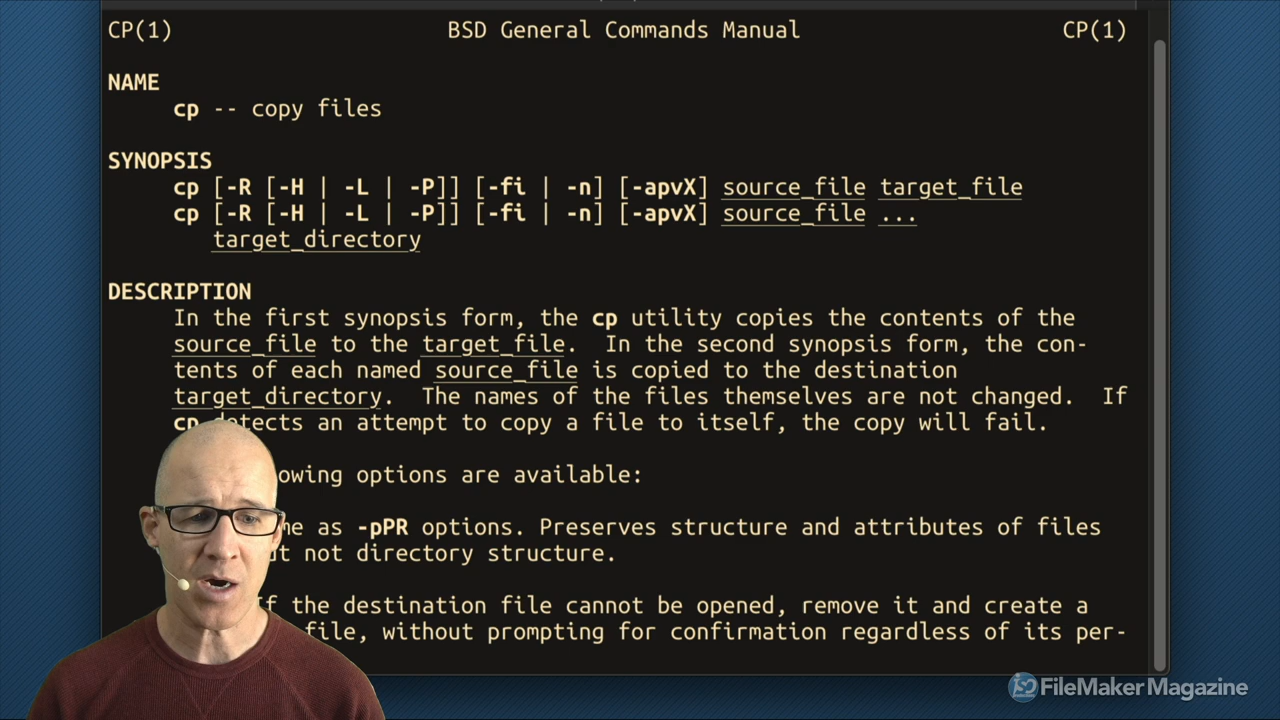 CP(1) BSD General Commands Manual CP(1)
NAME
cp -- copy files
SYNOPSIS
cp [-R [-H | -L | -P]] [-fi | -n] [-apvX] source_file target_file
cp [-R [-H | -L | -P]] [-fi | -n] [-apvX] source_file ...
target_directory
DESCRIPTION
In the first synopsis form, the cp utility copies the contents of the
source_file to the target_file. In the second synopsis form, the con-
tents of each named source_file is copied to the destination
target_directory. The names of the files themselves are not changed. If
cp detects an attempt to copy a file to itself, the copy will fail.
owing options are available:
me as -pPR options. Preserves structure and attributes of files
t not directory structure.
If the destination file cannot be opened, remove it and create a
file, without prompting for confirmation regardless of its per-
FileMaker Magazine